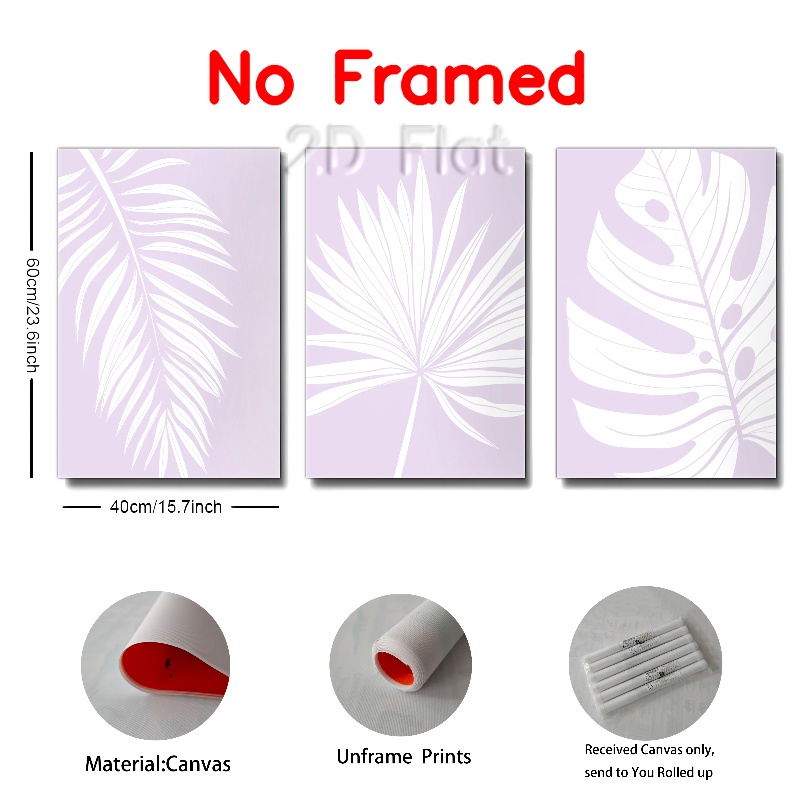 No Framed
2D Flat
60cm/23.6inch
40cm/15.7inch
Material:Canvas
Unframe Prints
Received Canvas only,
send to You Rolled up